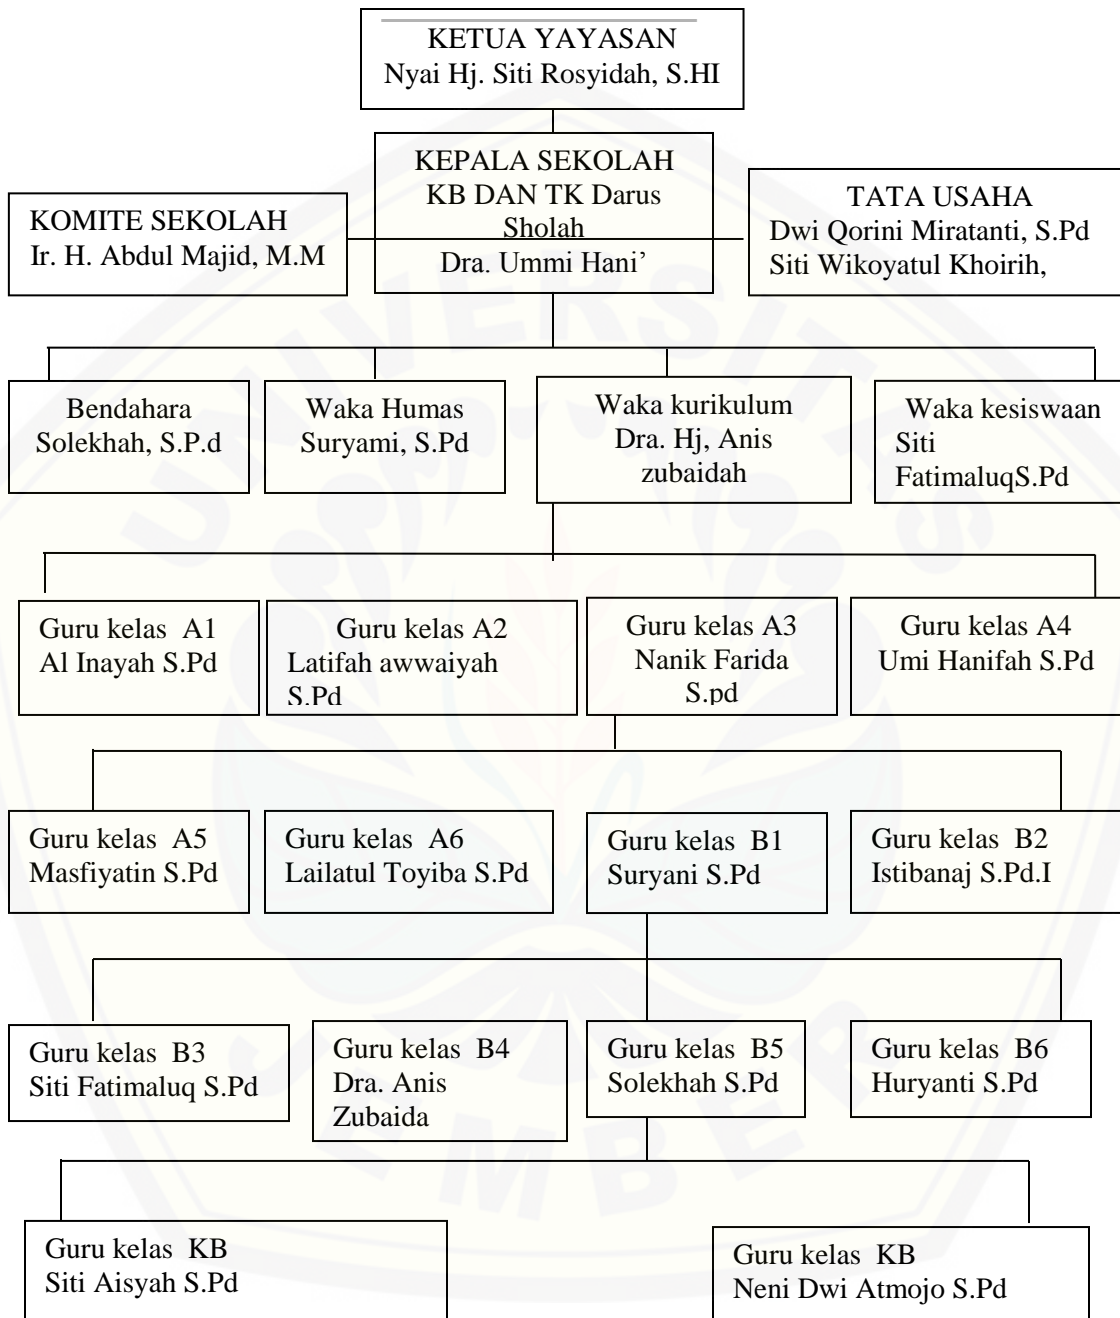 KETUA YAYASAN
Nyai Hj. Siti Rosyidah, S.HI
KEPALA SEKOLAH
KB DAN TK Darus
Sholah
Dra. Ummi Hani’
KOMITE SEKOLAH
Ir. H. Abdul Majid, M.M
TATA USAHA
Dwi Qorini Miratanti, S.Pd
Siti Wikoyatul Khoirih,
Bendahara
Solekhah, S.P.d
Waka Humas
Suryami, S.Pd
Waka kurikulum
Dra. Hj, Anis
zubaidah
Waka kesiswaan
Siti
FatimaluqS.Pd
Guru kelas A1
Al Inayah S.Pd
Guru kelas A2
Latifah awwaiyah
S.Pd
Guru kelas A3
Nanik Farida
S.pd
Guru kelas A4
Umi Hanifah S.Pd
Guru kelas A5
Masfiyatin S.Pd
Guru kelas A6
Lailatul Toyiba S.Pd
Guru kelas B1
Suryani S.Pd
Guru kelas B2
Istibanaj S.Pd.I
Guru kelas B3
Siti Fatimaluq S.Pd
Guru kelas B4
Dra. Anis
Zubaida
Guru kelas B5
Solekhah S.Pd
Guru kelas B6
Huryanti S.Pd
Guru kelas KB
Siti Aisyah S.Pd
Guru kelas KB
Neni Dwi Atmojo S.Pd
UNIVERSITAS
JEMBER